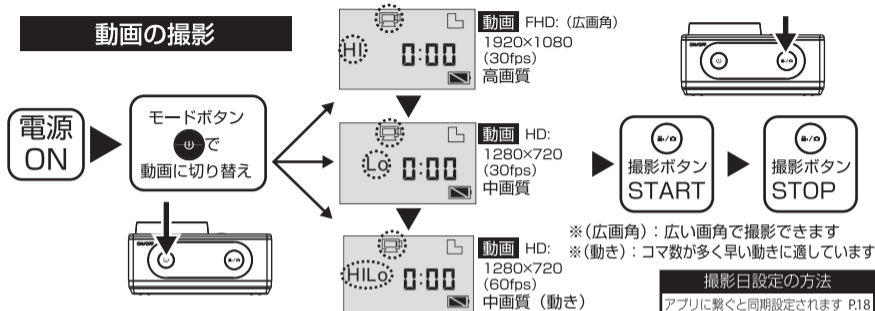 動画の撮影
電源
ON
モードボタン
で
動画に切り替え
ON/OFF
HI
0:00
動画 FHD:（広画角）
1920×1080
(30fps)
高画質
Lo
0:00
動画 HD:
1280×720
(30fps)
中画質
HILo
0:00
動画 HD:
1280×720
(60fps)
中画質（動き）
ON/OFF
撮影ボタン
START
撮影ボタン
STOP
※（広画角）：広い画角で撮影できます
※（動き）：コマ数が多く早い動きに適しています
撮影日設定の方法
アプリに繋ぐと同期設定されます P.18